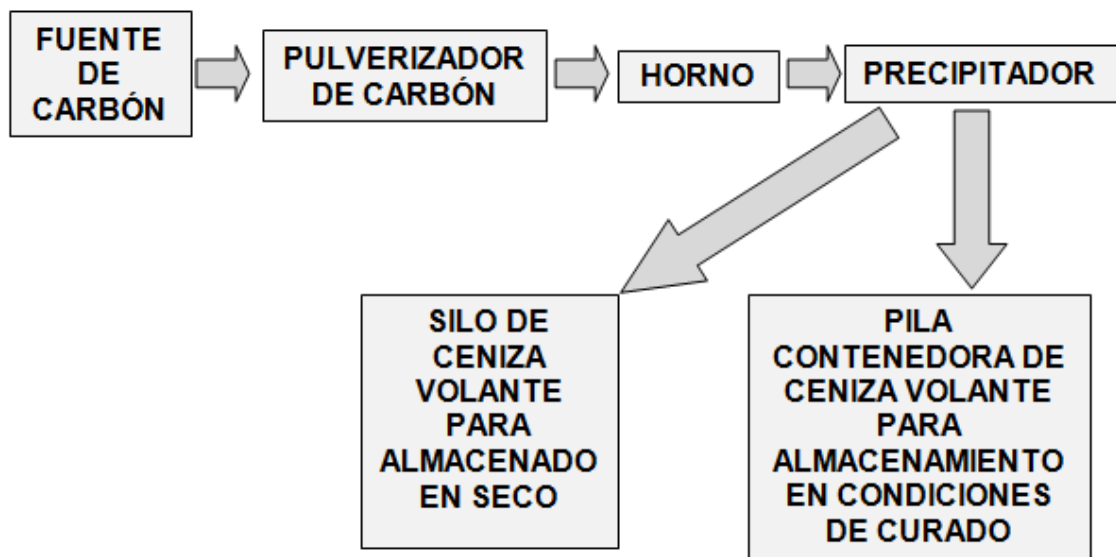 FUENTE
DE
CARBÓN
PULVERIZADOR
DE CARBÓN
HORNO
PRECIPITADOR
SILO DE
CENIZA
VOLANTE
PARA
ALMACENADO
EN SECO
PILA
CONTENEDORA DE
CENIZA VOLANTE
PARA
ALMACENAMIENTO
EN CONDICIONES
DE CURADO